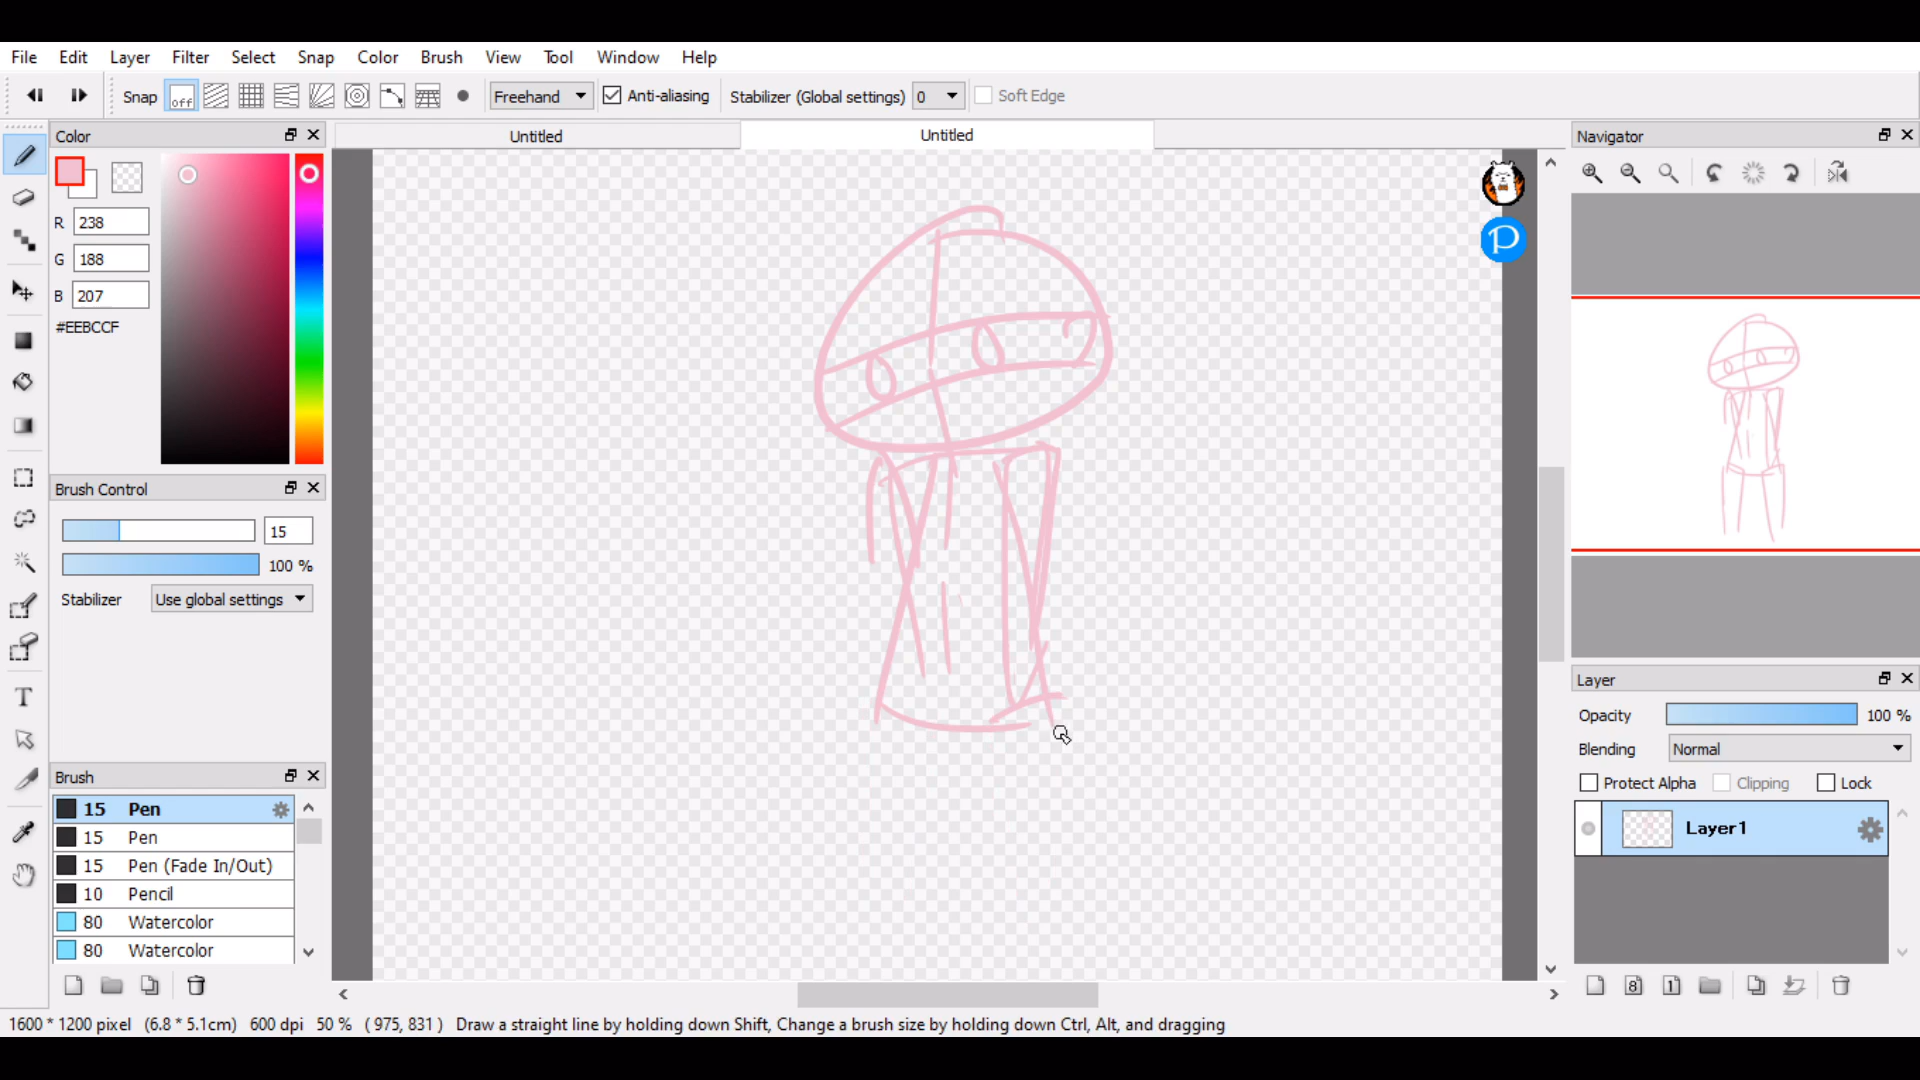 File Edit Layer Filter Select Snap Color Brush View Tool Window Help
Snap off Freehand Anti-aliasing Stabilizer (Global settings) 0 Soft Edge
Color
Untitled Untitled
Navigator
R 238
G 188
B 207
#EEBCCF
P
Brush Control
15
100 %
Stabilizer Use global settings
Layer
Opacity 100 %
Blending Normal
Protect Alpha Clipping Lock
Layer1
Brush
15 Pen
15 Pen
15 Pen (Fade In/Out)
10 Pencil
80 Watercolor
80 Watercolor
T
8 1
1600 * 1200 pixel (6.8 * 5.1cm) 600 dpi 50 % ( 975, 831 ) Draw a straight line by holding down Shift, Change a brush size by holding down Ctrl, Alt, and dragging